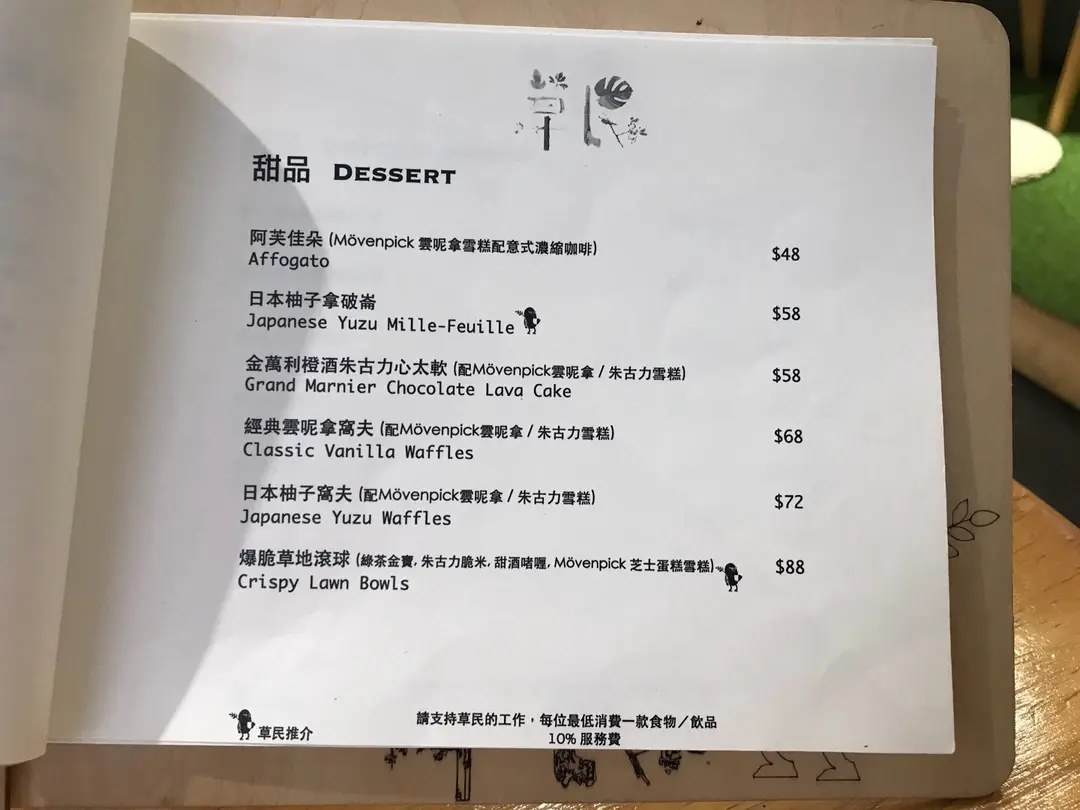 草民
甜品 DESSERT
阿芙佳朵 (Mövenpick 雲呢拿雪糕配意式濃縮咖啡) $48
Affogato
日本柚子拿破崙
Japanese Yuzu Mille-Feuille $58
金萬利橙酒朱古力心太軟 (配Mövenpick雲呢拿 / 朱古力雪糕) $58
Grand Marnier Chocolate Lava Cake
經典雲呢拿窩夫 (配Mövenpick雲呢拿 / 朱古力雪糕) $68
Classic Vanilla Waffles
日本柚子窩夫 (配Mövenpick雲呢拿 / 朱古力雪糕) $72
Japanese Yuzu Waffles
爆脆草地滾球 (綠茶金寶, 朱古力脆米, 甜酒啫喱, Mövenpick 芝士蛋糕雪糕) $88
Crispy Lawn Bowls
草民推介
請支持草民的工作，每位最低消費一款食物／飲品
10% 服務費